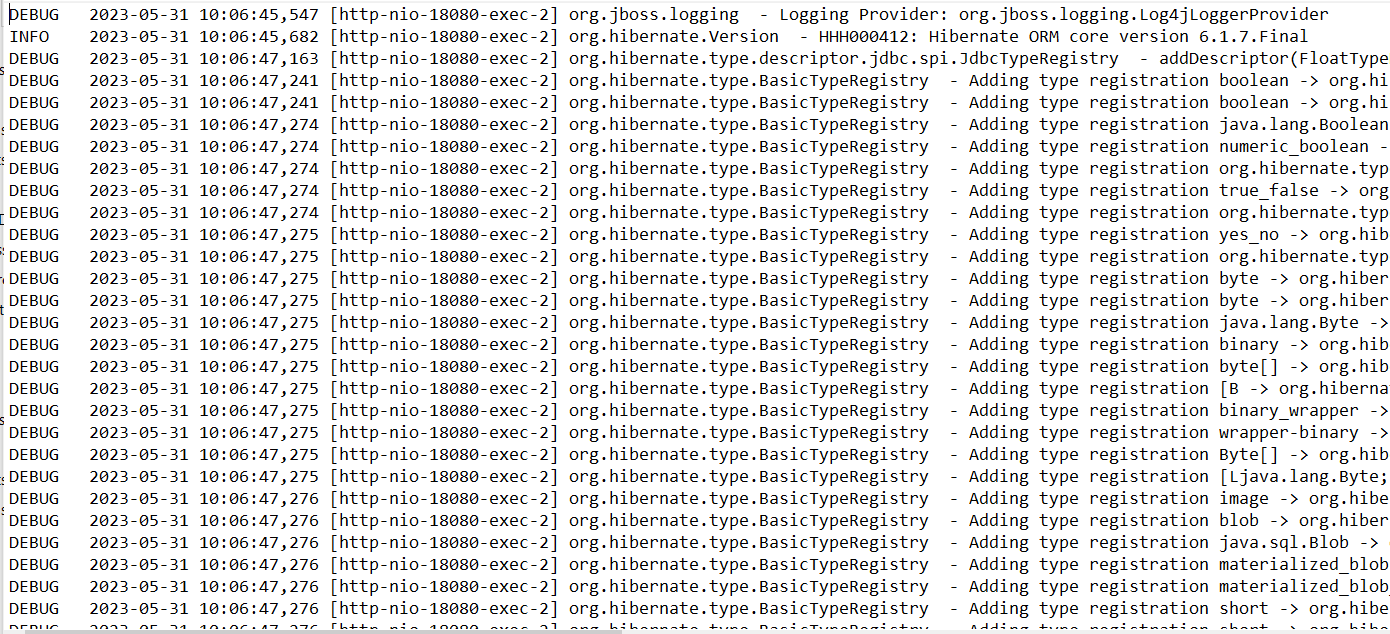 DEBUG   2023-05-31 10:06:45,547 [http-nio-18080-exec-2] org.jboss.logging  - Logging Provider: org.jboss.logging.Log4jLoggerProvider
INFO    2023-05-31 10:06:45,682 [http-nio-18080-exec-2] org.hibernate.Version  - HHH000412: Hibernate ORM core version 6.1.7.Final
DEBUG   2023-05-31 10:06:47,163 [http-nio-18080-exec-2] org.hibernate.type.descriptor.jdbc.spi.JdbcTypeRegistry  - addDescriptor(FloatType
DEBUG   2023-05-31 10:06:47,241 [http-nio-18080-exec-2] org.hibernate.type.BasicTypeRegistry  - Adding type registration boolean -> org.hi
DEBUG   2023-05-31 10:06:47,241 [http-nio-18080-exec-2] org.hibernate.type.BasicTypeRegistry  - Adding type registration boolean -> org.hi
DEBUG   2023-05-31 10:06:47,274 [http-nio-18080-exec-2] org.hibernate.type.BasicTypeRegistry  - Adding type registration java.lang.Boolean
DEBUG   2023-05-31 10:06:47,274 [http-nio-18080-exec-2] org.hibernate.type.BasicTypeRegistry  - Adding type registration numeric_boolean -
DEBUG   2023-05-31 10:06:47,274 [http-nio-18080-exec-2] org.hibernate.type.BasicTypeRegistry  - Adding type registration org.hibernate.typ
DEBUG   2023-05-31 10:06:47,274 [http-nio-18080-exec-2] org.hibernate.type.BasicTypeRegistry  - Adding type registration true_false -> org
DEBUG   2023-05-31 10:06:47,274 [http-nio-18080-exec-2] org.hibernate.type.BasicTypeRegistry  - Adding type registration org.hibernate.typ
DEBUG   2023-05-31 10:06:47,275 [http-nio-18080-exec-2] org.hibernate.type.BasicTypeRegistry  - Adding type registration yes_no -> org.hib
DEBUG   2023-05-31 10:06:47,275 [http-nio-18080-exec-2] org.hibernate.type.BasicTypeRegistry  - Adding type registration org.hibernate.typ
DEBUG   2023-05-31 10:06:47,275 [http-nio-18080-exec-2] org.hibernate.type.BasicTypeRegistry  - Adding type registration byte -> org.hiber
DEBUG   2023-05-31 10:06:47,275 [http-nio-18080-exec-2] org.hibernate.type.BasicTypeRegistry  - Adding type registration byte -> org.hiber
DEBUG   2023-05-31 10:06:47,275 [http-nio-18080-exec-2] org.hibernate.type.BasicTypeRegistry  - Adding type registration java.lang.Byte ->
DEBUG   2023-05-31 10:06:47,275 [http-nio-18080-exec-2] org.hibernate.type.BasicTypeRegistry  - Adding type registration binary -> org.hib
DEBUG   2023-05-31 10:06:47,275 [http-nio-18080-exec-2] org.hibernate.type.BasicTypeRegistry  - Adding type registration byte[] -> org.hib
DEBUG   2023-05-31 10:06:47,275 [http-nio-18080-exec-2] org.hibernate.type.BasicTypeRegistry  - Adding type registration [B -> org.hiberna
DEBUG   2023-05-31 10:06:47,275 [http-nio-18080-exec-2] org.hibernate.type.BasicTypeRegistry  - Adding type registration binary_wrapper ->
DEBUG   2023-05-31 10:06:47,275 [http-nio-18080-exec-2] org.hibernate.type.BasicTypeRegistry  - Adding type registration wrapper-binary ->
DEBUG   2023-05-31 10:06:47,275 [http-nio-18080-exec-2] org.hibernate.type.BasicTypeRegistry  - Adding type registration Byte[] -> org.hib
DEBUG   2023-05-31 10:06:47,275 [http-nio-18080-exec-2] org.hibernate.type.BasicTypeRegistry  - Adding type registration [Ljava.lang.Byte;
DEBUG   2023-05-31 10:06:47,276 [http-nio-18080-exec-2] org.hibernate.type.BasicTypeRegistry  - Adding type registration image -> org.hibe
DEBUG   2023-05-31 10:06:47,276 [http-nio-18080-exec-2] org.hibernate.type.BasicTypeRegistry  - Adding type registration blob -> org.hiber
DEBUG   2023-05-31 10:06:47,276 [http-nio-18080-exec-2] org.hibernate.type.BasicTypeRegistry  - Adding type registration java.sql.Blob ->
DEBUG   2023-05-31 10:06:47,276 [http-nio-18080-exec-2] org.hibernate.type.BasicTypeRegistry  - Adding type registration materialized_blob
DEBUG   2023-05-31 10:06:47,276 [http-nio-18080-exec-2] org.hibernate.type.BasicTypeRegistry  - Adding type registration materialized_blob
DEBUG   2023-05-31 10:06:47,276 [http-nio-18080-exec-2] org.hibernate.type.BasicTypeRegistry  - Adding type registration short -> org.hibe